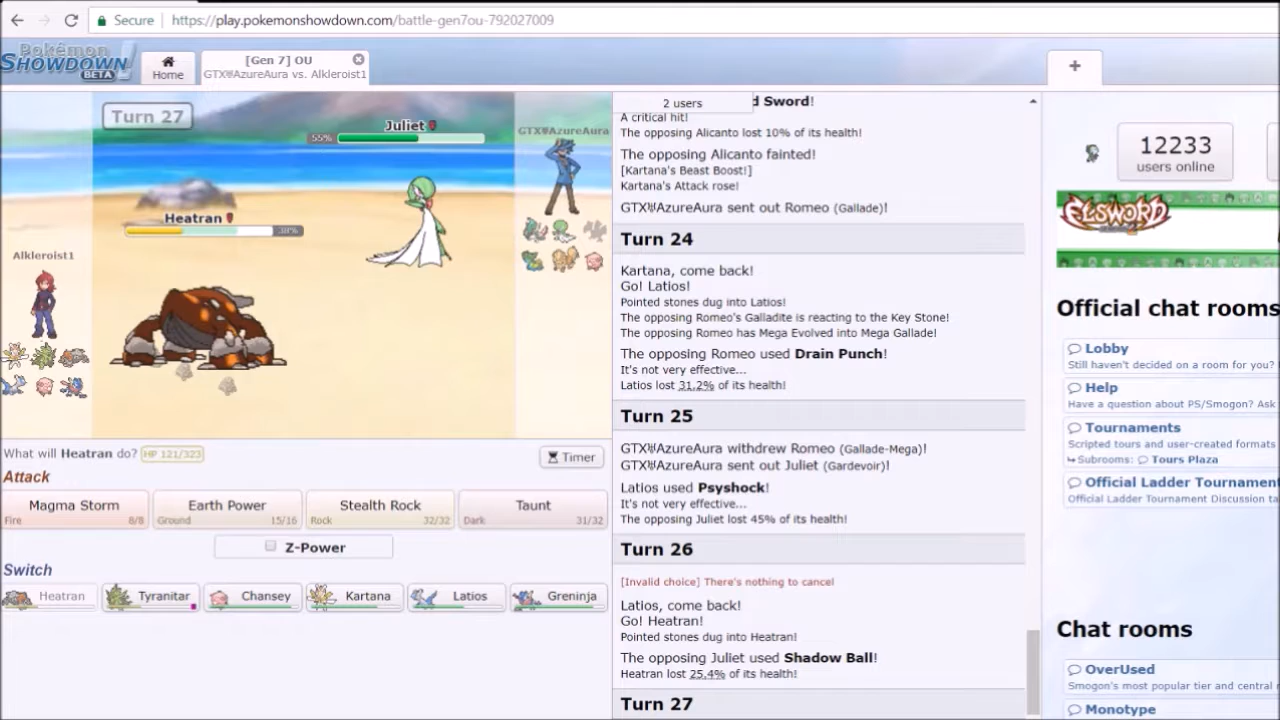 Secure https://play.pokemonshowdown.com/battle-gen7ou-792027009
Pokémon
SHOWDOWN!
BETA
Home
[Gen 7] OU
GTX♅AzureAura vs. Alkleroist1
+
Turn 27
Juliet
55%
GTX♅AzureAura
Heatran
38%
Alkleroist1
2 users
d Sword!
A critical hit!
The opposing Alicanto lost 10% of its health!
The opposing Alicanto fainted!
[Kartana's Beast Boost!]
Kartana's Attack rose!
GTX♅AzureAura sent out Romeo (Gallade)!
Turn 24
Kartana, come back!
Go! Latios!
Pointed stones dug into Latios!
The opposing Romeo's Galladite is reacting to the Key Stone!
The opposing Romeo has Mega Evolved into Mega Gallade!
The opposing Romeo used Drain Punch!
It's not very effective...
Latios lost 31.2% of its health!
Turn 25
GTX♅AzureAura withdrew Romeo (Gallade-Mega)!
GTX♅AzureAura sent out Juliet (Gardevoir)!
Latios used Psyshock!
It's not very effective...
The opposing Juliet lost 45% of its health!
Turn 26
[Invalid choice] There's nothing to cancel
Latios, come back!
Go! Heatran!
Pointed stones dug into Heatran!
The opposing Juliet used Shadow Ball!
Heatran lost 25.4% of its health!
Turn 27
What will Heatran do? HP 121/323
Timer
Attack
Magma Storm
Fire 8/8
Earth Power
Ground 15/16
Stealth Rock
Rock 32/32
Taunt
Dark 31/32
Z-Power
Switch
Heatran
Tyranitar
Chansey
Kartana
Latios
Greninja
12233
users online
ELSWORD
Official chat rooms
Lobby
Still haven't decided on a room for you?
Help
Have a question about PS/Smogon? Ask
Tournaments
Scripted tours and user-created formats
Subrooms: Tours Plaza
Official Ladder Tournament
Official Ladder Tournament Discussion ta
Chat rooms
OverUsed
Smogon's most popular tier and central
Monotype